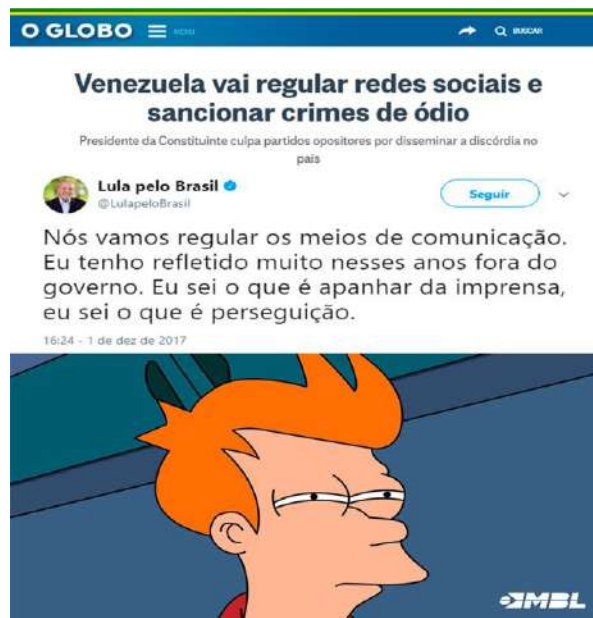 O GLOBO MENU BUSCAR
Venezuela vai regular redes sociais e
sancionar crimes de ódio
Presidente da Constituinte culpa partidos opositores por disseminar a discórdia no
país
Lula pelo Brasil
@LulapeloBrasil
Seguir
Nós vamos regular os meios de comunicação.
Eu tenho refletido muito nesses anos fora do
governo. Eu sei o que é apanhar da imprensa,
eu sei o que é perseguição.
16:24 - 1 de dez de 2017
MBL